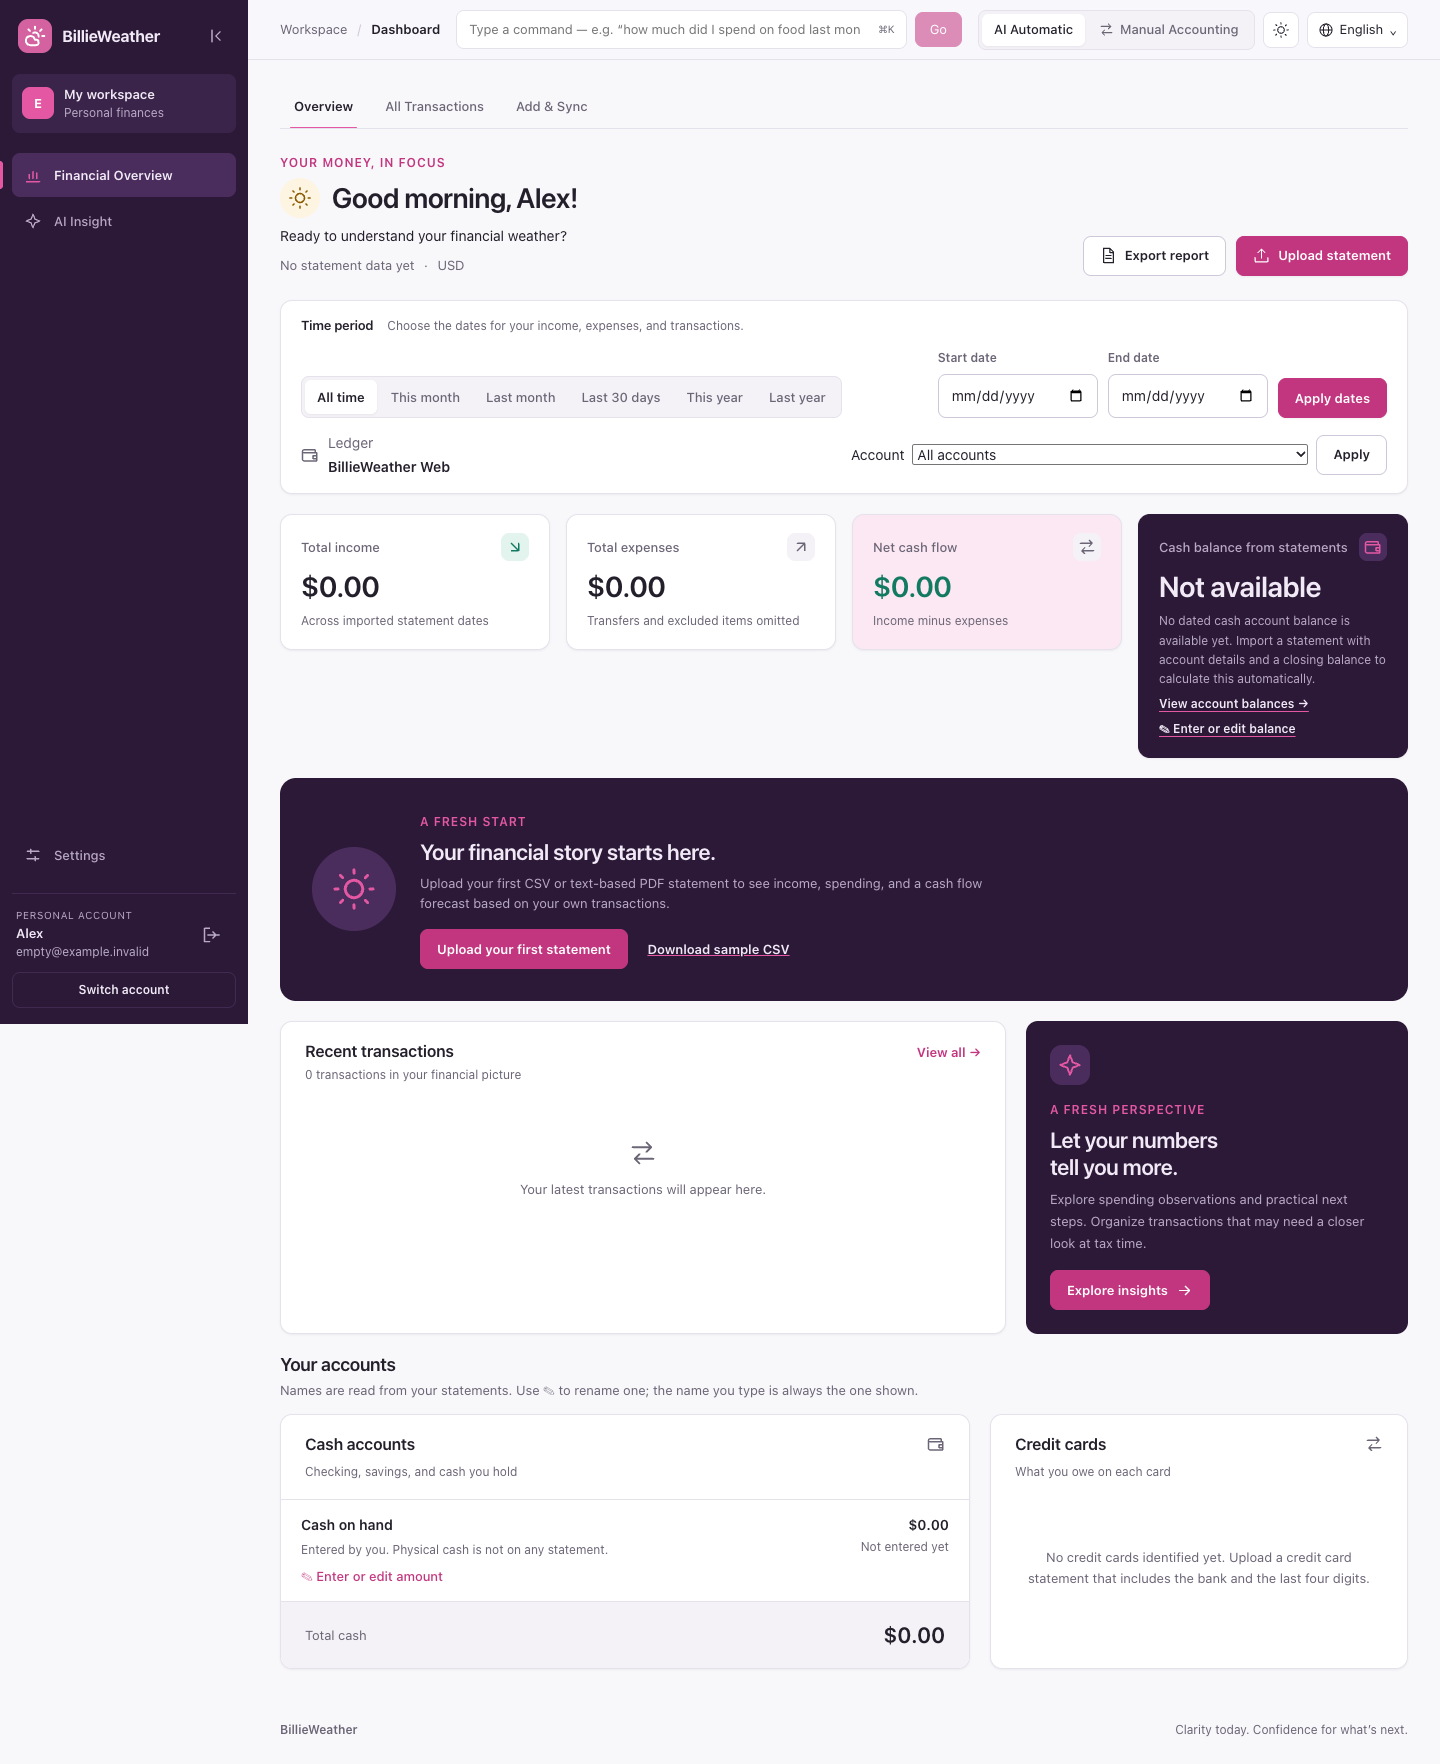 BillieWeather
E
My workspace
Personal finances
Financial Overview
AI Insight
Settings
PERSONAL ACCOUNT
Alex
empty@example.invalid
Switch account
Workspace / Dashboard
Type a command — e.g. “how much did I spend on food last mon
⌘K
Go
AI Automatic
Manual Accounting
English
Overview
All Transactions
Add & Sync
YOUR MONEY, IN FOCUS
Good morning, Alex!
Ready to understand your financial weather?
No statement data yet · USD
Export report
Upload statement
Time period
Choose the dates for your income, expenses, and transactions.
All time
This month
Last month
Last 30 days
This year
Last year
Start date
mm/dd/yyyy
End date
mm/dd/yyyy
Apply dates
Ledger
BillieWeather Web
Account
All accounts
Apply
Total income
$0.00
Across imported statement dates
Total expenses
$0.00
Transfers and excluded items omitted
Net cash flow
$0.00
Income minus expenses
Cash balance from statements
Not available
No dated cash account balance is
available yet. Import a statement with
account details and a closing balance to
calculate this automatically.
View account balances →
✎ Enter or edit balance
A FRESH START
Your financial story starts here.
Upload your first CSV or text-based PDF statement to see income, spending, and a cash flow
forecast based on your own transactions.
Upload your first statement
Download sample CSV
Recent transactions
View all →
0 transactions in your financial picture
Your latest transactions will appear here.
A FRESH PERSPECTIVE
Let your numbers
tell you more.
Explore spending observations and practical next
steps. Organize transactions that may need a closer
look at tax time.
Explore insights →
Your accounts
Names are read from your statements. Use ✎ to rename one; the name you type is always the one shown.
Cash accounts
Checking, savings, and cash you hold
Cash on hand
$0.00
Entered by you. Physical cash is not on any statement.
Not entered yet
✎ Enter or edit amount
Total cash
$0.00
Credit cards
What you owe on each card
No credit cards identified yet. Upload a credit card
statement that includes the bank and the last four digits.
BillieWeather
Clarity today. Confidence for what’s next.